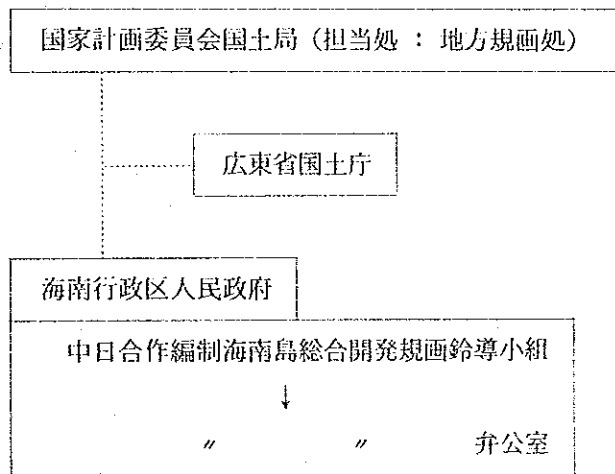 国家計画委員会国土局（担当処 ： 地方規画処）
広東省国土庁
海南行政区人民政府
中日合作編制海南島総合開発規画鈴導小組
↓
〃 〃 弁公室